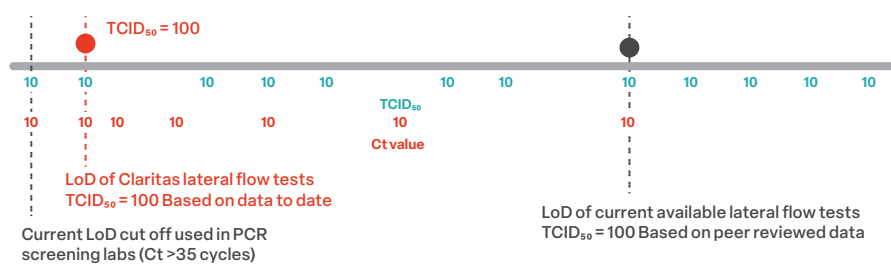 TCID₅₀ = 100
10 10 10 10 10 10 10 10 10 10 10 10
TCID₅₀
10 10 10 10 10 10 10
Ct value
LoD of Claritas lateral flow tests
TCID₅₀ = 100 Based on data to date
Current LoD cut off used in PCR
screening labs (Ct >35 cycles)
LoD of current available lateral flow tests
TCID₅₀ = 100 Based on peer reviewed data